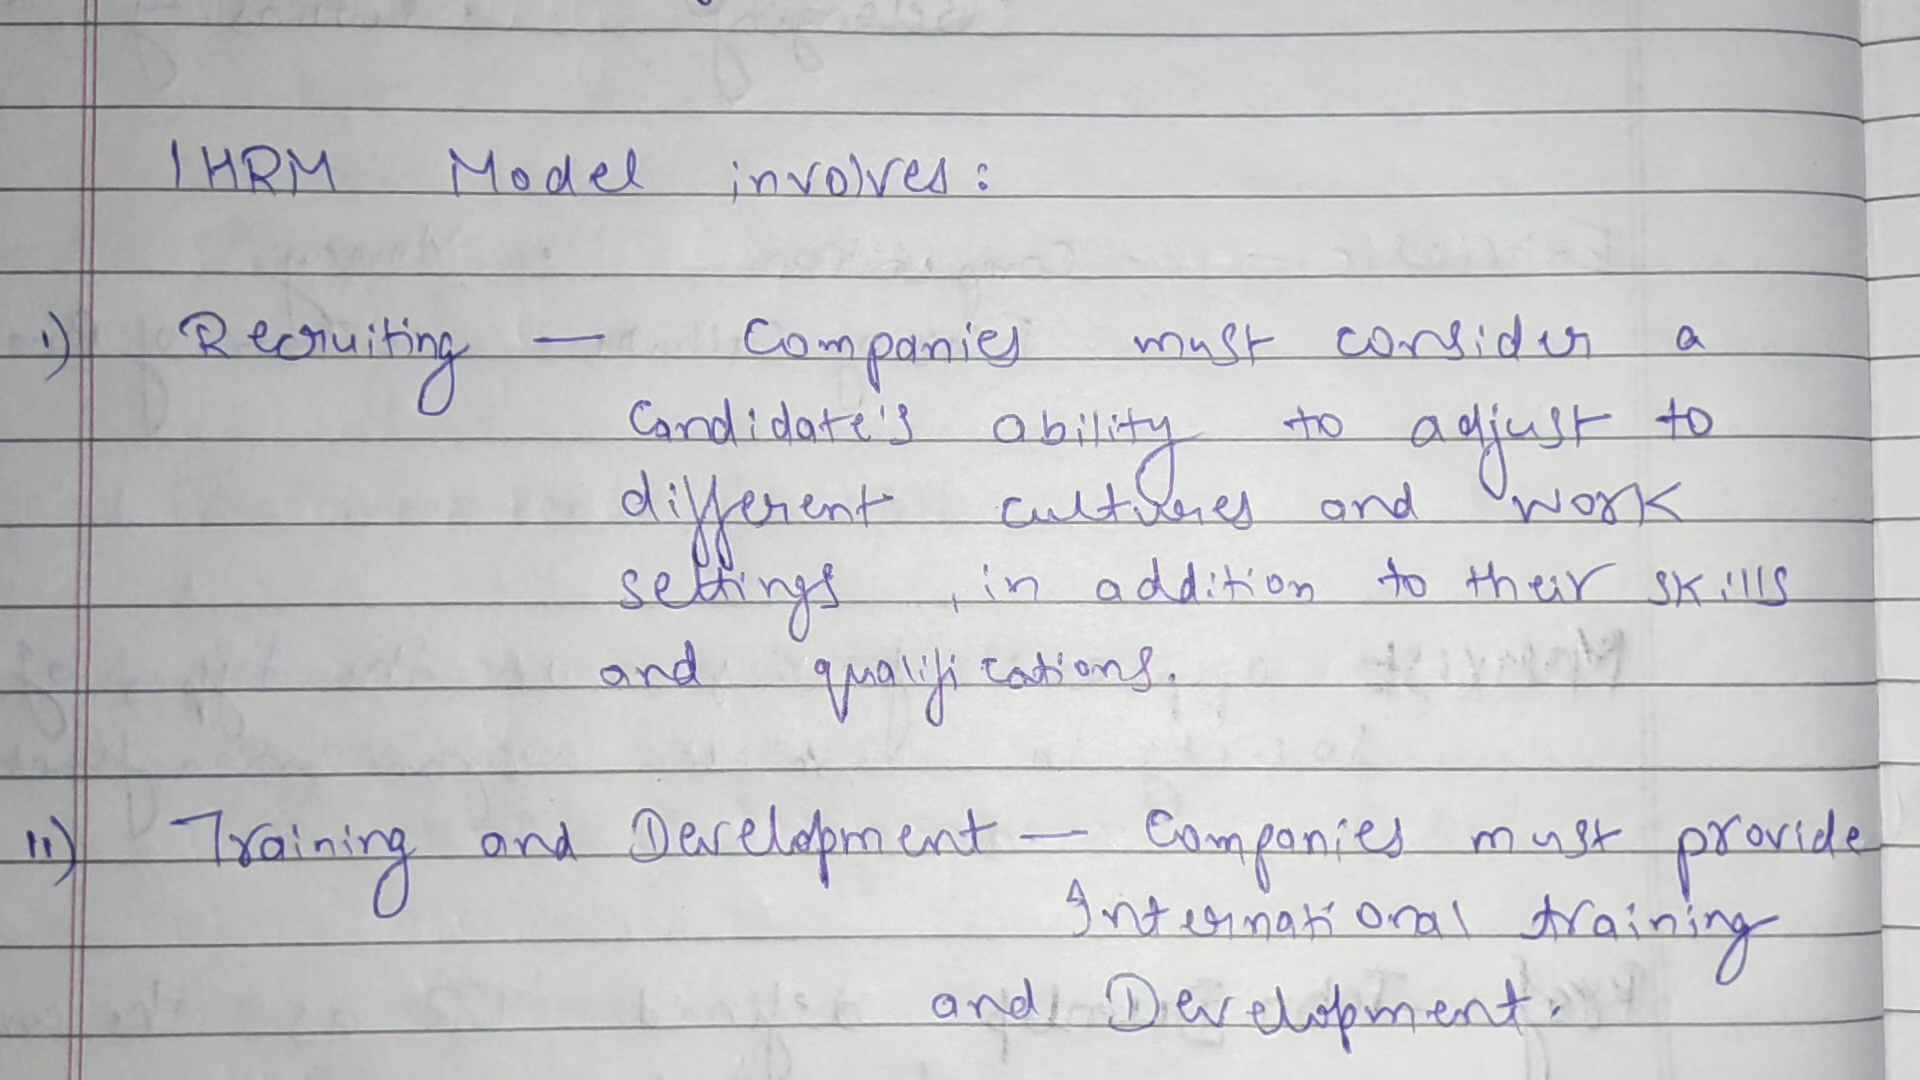 IHRM Model involves:
i) Recruiting — Companies must consider a
Candidate's ability to adjust to
different cultures and work
settings, in addition to their skills
and qualifications.
ii) Training and Development — Companies must provide
International training
and Development.